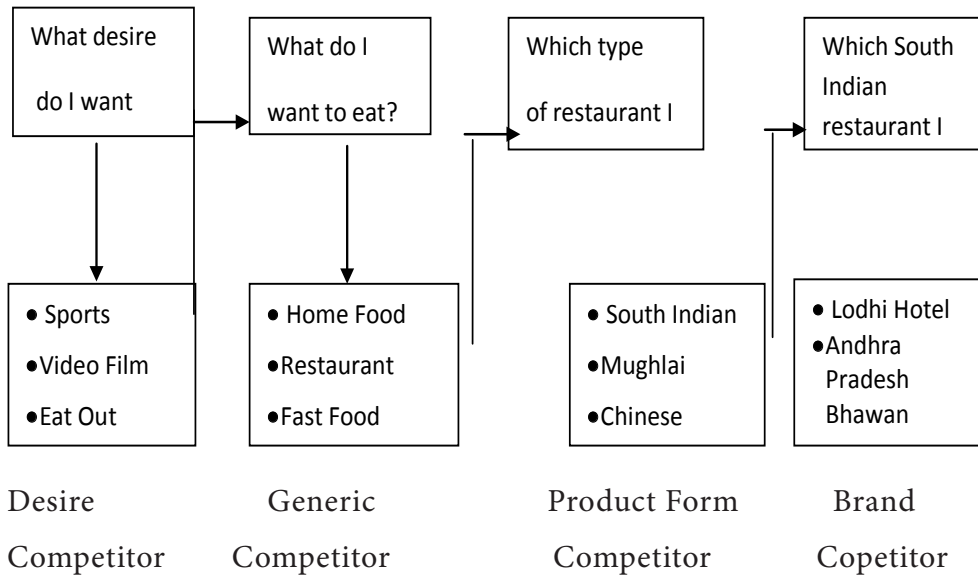 What desire
do I want
What do I
want to eat?
Which type
of restaurant I
Which South
Indian
restaurant I
● Sports
●Video Film
●Eat Out
● Home Food
●Restaurant
●Fast Food
● South Indian
●Mughlai
●Chinese
● Lodhi Hotel
●Andhra
Pradesh
Bhawan
Desire
Competitor
Generic
Competitor
Product Form
Competitor
Brand
Copetitor